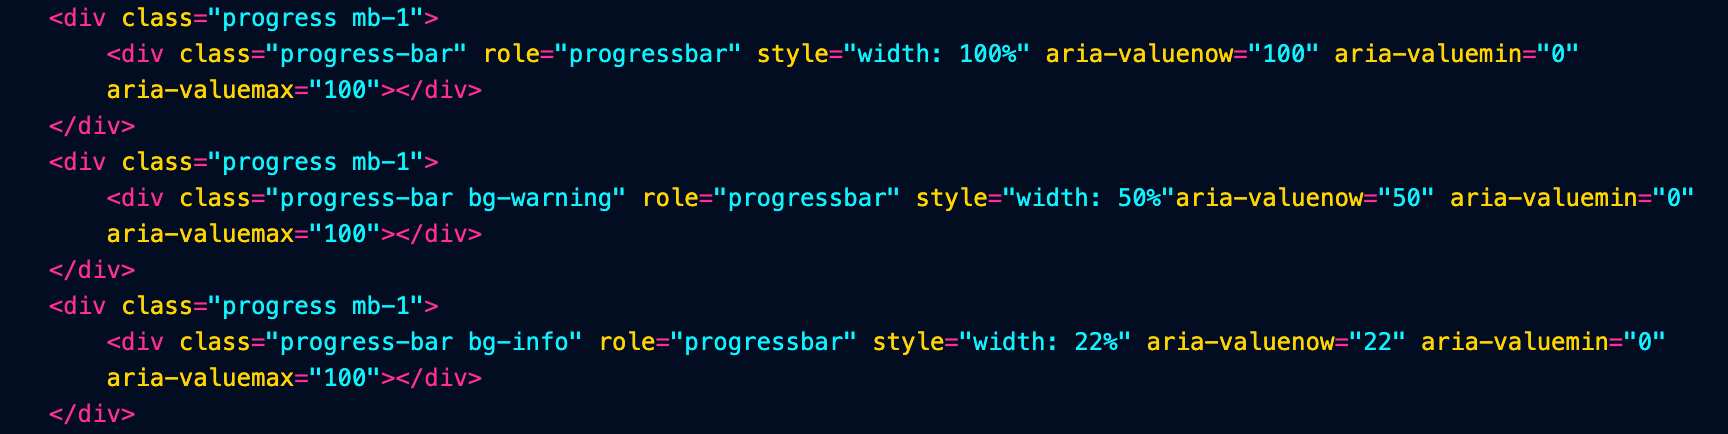 <div class="progress mb-1">
<div class="progress-bar" role="progressbar" style="width: 100%" aria-valuenow="100" aria-valuemin="0"
aria-valuemax="100"></div>
</div>
<div class="progress mb-1">
<div class="progress-bar bg-warning" role="progressbar" style="width: 50%"aria-valuenow="50" aria-valuemin="0"
aria-valuemax="100"></div>
</div>
<div class="progress mb-1">
<div class="progress-bar bg-info" role="progressbar" style="width: 22%" aria-valuenow="22" aria-valuemin="0"
aria-valuemax="100"></div>
</div>